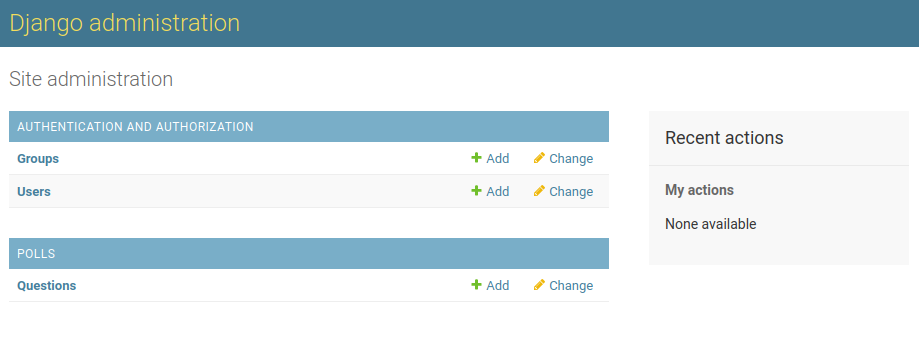 Django administration
Site administration
AUTHENTICATION AND AUTHORIZATION
Groups Add Change
Users Add Change
POLLS
Questions Add Change
Recent actions
My actions
None available